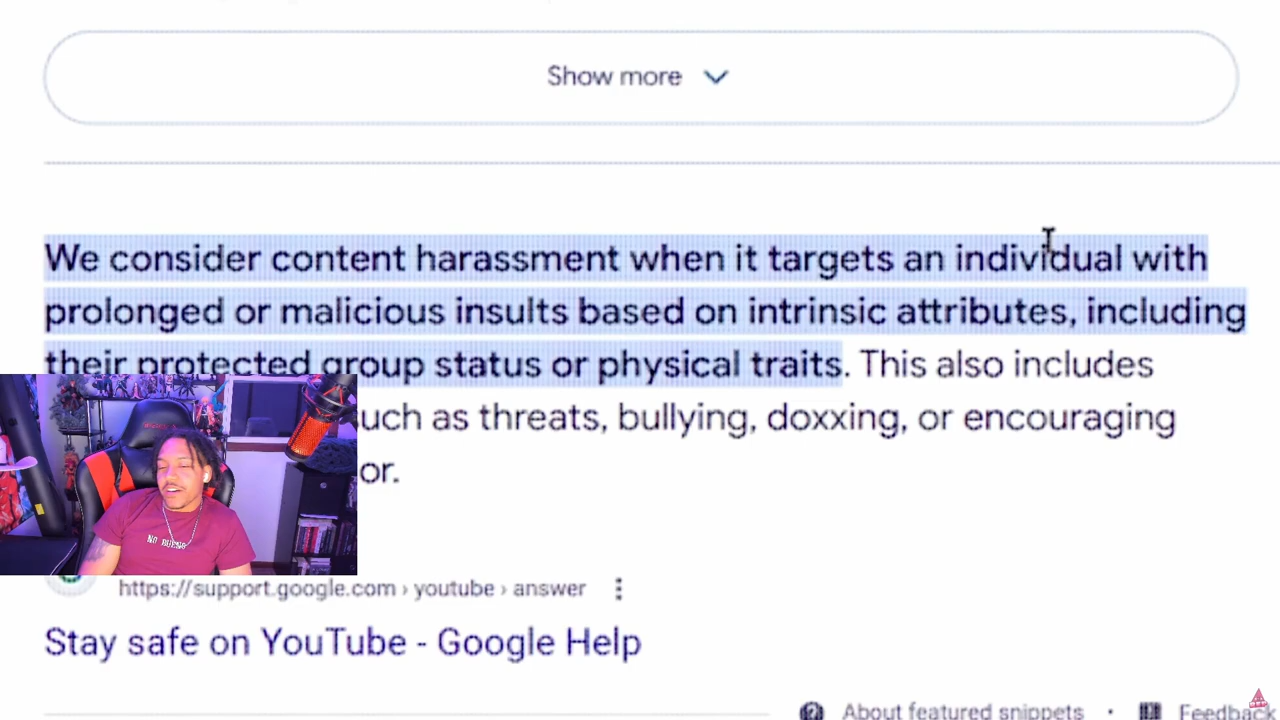 Show more
We consider content harassment when it targets an individual with
prolonged or malicious insults based on intrinsic attributes, including
their protected group status or physical traits. This also includes
uch as threats, bullying, doxxing, or encouraging
or.
NO BUENO
https://support.google.com › youtube › answer
Stay safe on YouTube - Google Help
About featured snippets · Feedback